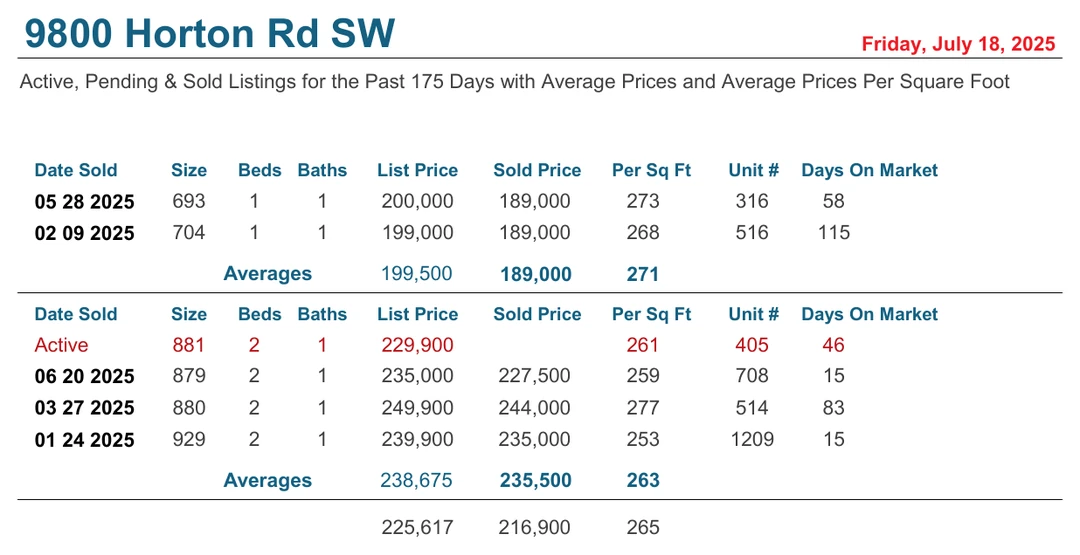 9800 Horton Rd SW
Friday, July 18, 2025
Active, Pending & Sold Listings for the Past 175 Days with Average Prices and Average Prices Per Square Foot
Date Sold Size Beds Baths List Price Sold Price Per Sq Ft Unit # Days On Market
05 28 2025 693 1 1 200,000 189,000 273 316 58
02 09 2025 704 1 1 199,000 189,000 268 516 115
Averages 199,500 189,000 271
Date Sold Size Beds Baths List Price Sold Price Per Sq Ft Unit # Days On Market
Active 881 2 1 229,900 261 405 46
06 20 2025 879 2 1 235,000 227,500 259 708 15
03 27 2025 880 2 1 249,900 244,000 277 514 83
01 24 2025 929 2 1 239,900 235,000 253 1209 15
Averages 238,675 235,500 263
225,617 216,900 265